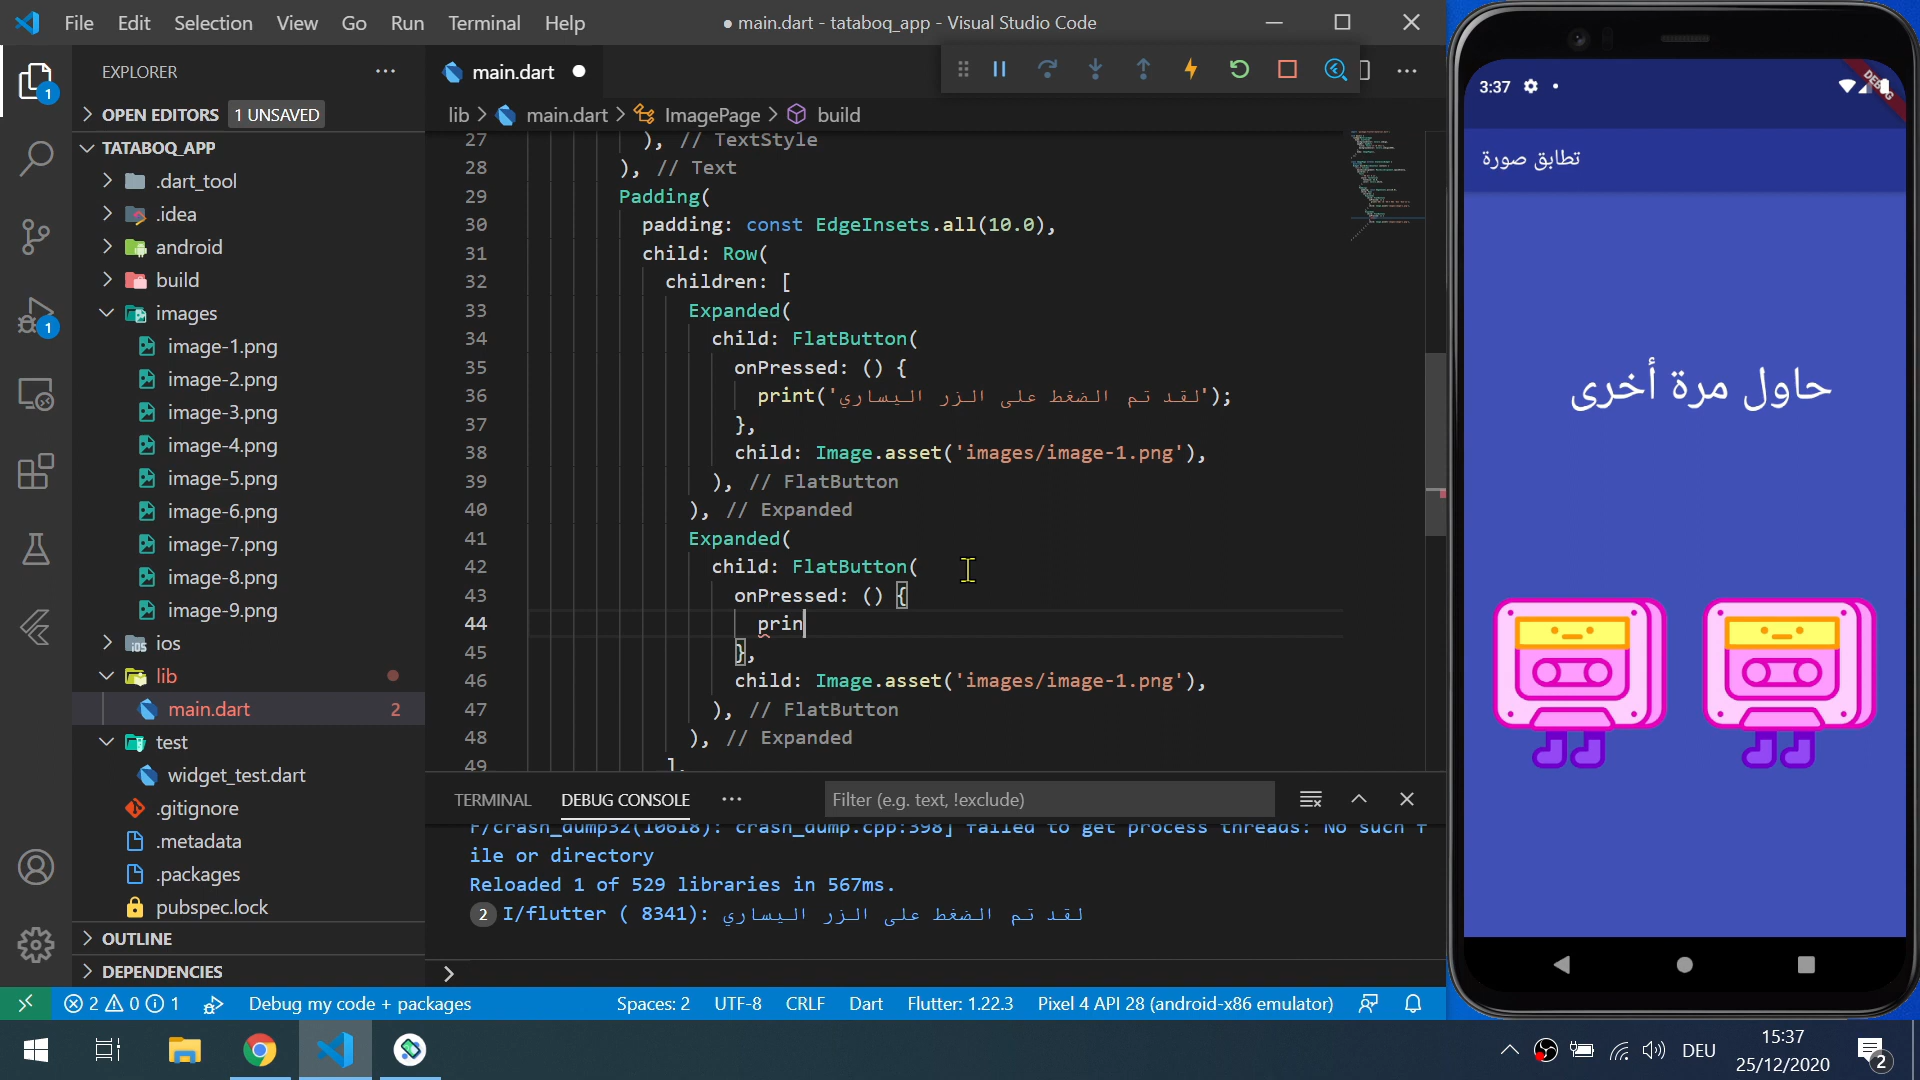 File Edit Selection View Go Run Terminal Help
● main.dart - tataboq_app - Visual Studio Code
EXPLORER
OPEN EDITORS 1 UNSAVED
TATABOQ_APP
.dart_tool
.idea
android
build
images
image-1.png
image-2.png
image-3.png
image-4.png
image-5.png
image-6.png
image-7.png
image-8.png
image-9.png
ios
lib
main.dart 2
test
widget_test.dart
.gitignore
.metadata
.packages
pubspec.lock
OUTLINE
DEPENDENCIES
1
1
main.dart
lib > main.dart > ImagePage > build
27 ), // TextStyle
28 ), // Text
29 Padding(
30 padding: const EdgeInsets.all(10.0),
31 child: Row(
32 children: [
33 Expanded(
34 child: FlatButton(
35 onPressed: () {
36 print('لقد تم الضغط على الزر اليساري');
37 },
38 child: Image.asset('images/image-1.png'),
39 ), // FlatButton
40 ), // Expanded
41 Expanded(
42 child: FlatButton(
43 onPressed: () {
44 prin
45 },
46 child: Image.asset('images/image-1.png'),
47 ), // FlatButton
48 ), // Expanded
49 ],
TERMINAL DEBUG CONSOLE
Filter (e.g. text, !exclude)
F/crash_dump32(10618): crash_dump.cpp:398] failed to get process threads: No such f
ile or directory
Reloaded 1 of 529 libraries in 567ms.
2 I/flutter ( 8341): لقد تم الضغط على الزر اليساري
2 0 1 Debug my code + packages
Spaces: 2 UTF-8 CRLF Dart Flutter: 1.22.3 Pixel 4 API 28 (android-x86 emulator)
3:37
DEBUG
تطابق صورة
حاول مرة أخرى
DEU
15:37
25/12/2020
2